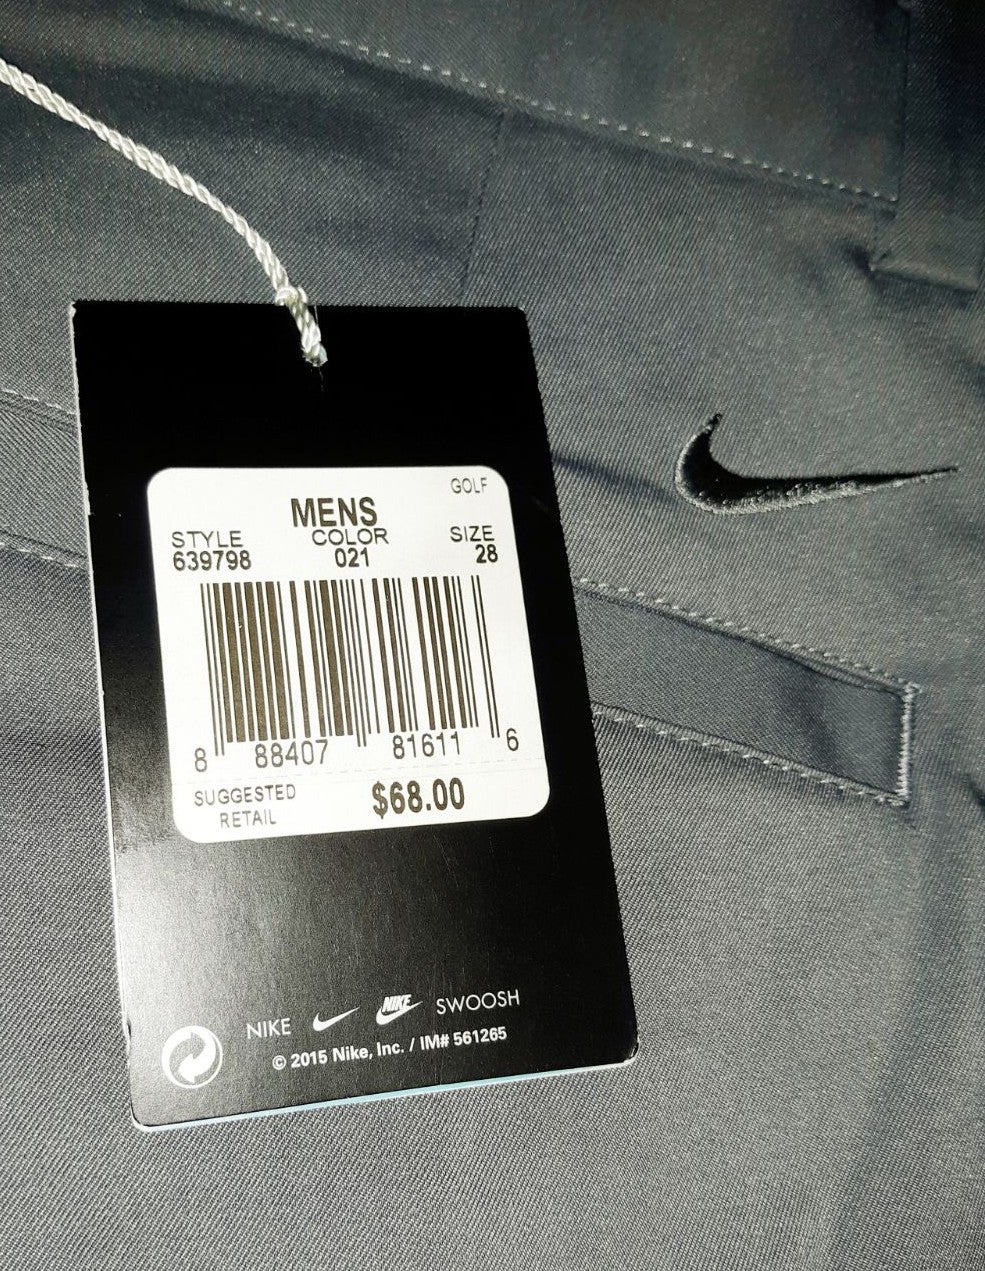 GOLF
MENS
STYLE COLOR SIZE
639798 021 28
8 88407 81611 6
SUGGESTED RETAIL $68.00
NIKE NIKE SWOOSH
© 2015 Nike, Inc. / IM# 561265